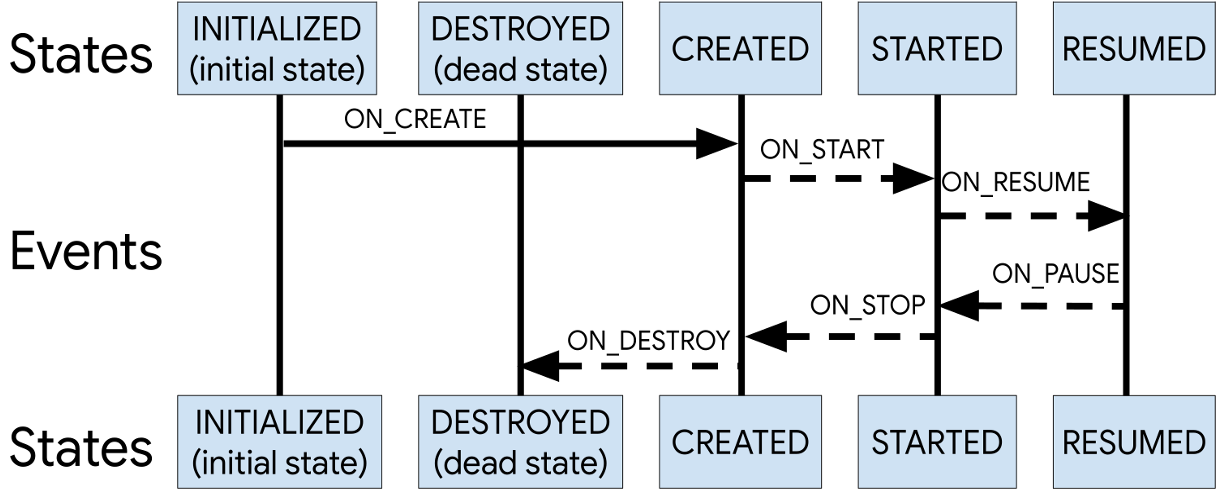 States
INITIALIZED
(initial state)
DESTROYED
(dead state)
CREATED
STARTED
RESUMED
ON_CREATE
ON_START
ON_RESUME
Events
ON_PAUSE
ON_STOP
ON_DESTROY
States
INITIALIZED
(initial state)
DESTROYED
(dead state)
CREATED
STARTED
RESUMED